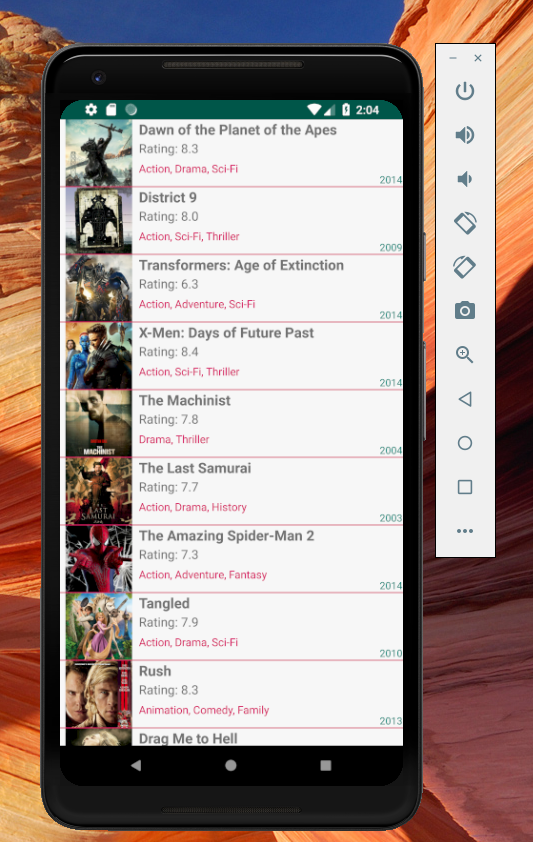 2:04
Dawn of the Planet of the Apes
Rating: 8.3
Action, Drama, Sci-Fi
2014
District 9
Rating: 8.0
Action, Sci-Fi, Thriller
2009
Transformers: Age of Extinction
Rating: 6.3
Action, Adventure, Sci-Fi
2014
X-Men: Days of Future Past
Rating: 8.4
Action, Sci-Fi, Thriller
2014
The Machinist
Rating: 7.8
Drama, Thriller
2004
THE
MACHINIST
The Last Samurai
Rating: 7.7
Action, Drama, History
2003
THE
LAST
SAMURAI
The Amazing Spider-Man 2
Rating: 7.3
Action, Adventure, Fantasy
2014
Tangled
Rating: 7.9
Action, Drama, Sci-Fi
2010
Rush
Rating: 8.3
Animation, Comedy, Family
2013
Drag Me to Hell